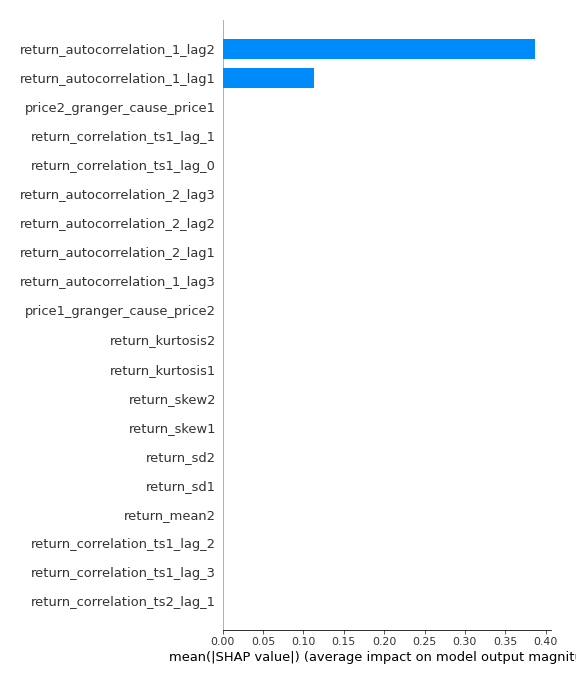 return_autocorrelation_1_lag2
return_autocorrelation_1_lag1
price2_granger_cause_price1
return_correlation_ts1_lag_1
return_correlation_ts1_lag_0
return_autocorrelation_2_lag3
return_autocorrelation_2_lag2
return_autocorrelation_2_lag1
return_autocorrelation_1_lag3
price1_granger_cause_price2
return_kurtosis2
return_kurtosis1
return_skew2
return_skew1
return_sd2
return_sd1
return_mean2
return_correlation_ts1_lag_2
return_correlation_ts1_lag_3
return_correlation_ts2_lag_1
0.00 0.05 0.10 0.15 0.20 0.25 0.30 0.35 0.40
mean(|SHAP value|) (average impact on model output magnitu